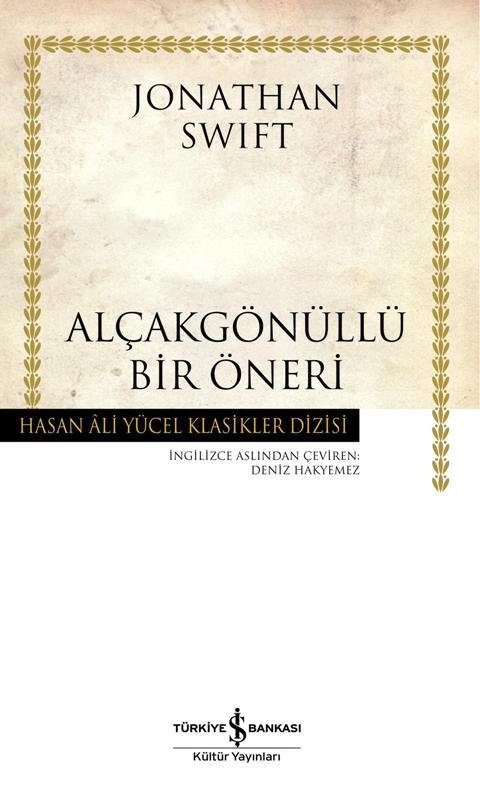 JONATHAN
SWIFT
ALÇAKGÖNÜLLÜ
BİR ÖNERİ
HASAN ÂLİ YÜCEL KLASİKLER DİZİSİ
İNGİLİZCE ASLINDAN ÇEVİREN:
DENİZ HAKYEMEZ
TÜRKİYE İŞ BANKASI
Kültür Yayınları